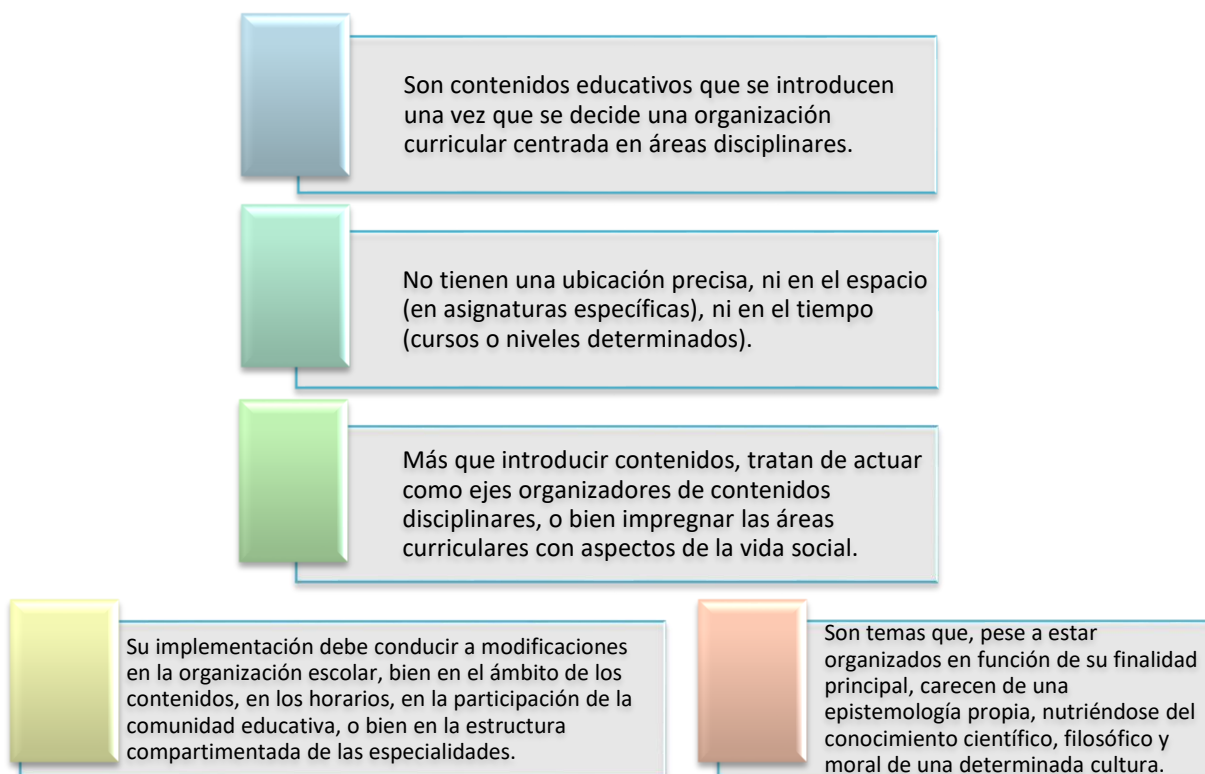 Son contenidos educativos que se introducen
una vez que se decide una organización
curricular centrada en áreas disciplinares.
No tienen una ubicación precisa, ni en el espacio
(en asignaturas específicas), ni en el tiempo
(cursos o niveles determinados).
Más que introducir contenidos, tratan de actuar
como ejes organizadores de contenidos
disciplinares, o bien impregnar las áreas
curriculares con aspectos de la vida social.
Su implementación debe conducir a modificaciones
en la organización escolar, bien en el ámbito de los
contenidos, en los horarios, en la participación de la
comunidad educativa, o bien en la estructura
compartimentada de las especialidades.
Son temas que, pese a estar
organizados en función de su finalidad
principal, carecen de una
epistemología propia, nutriéndose del
conocimiento científico, filosófico y
moral de una determinada cultura.